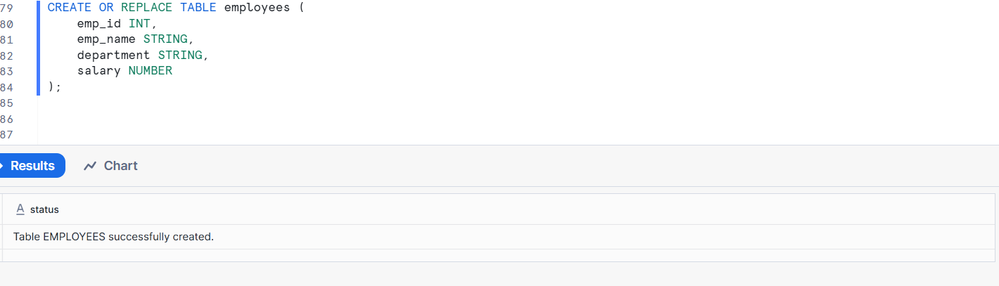 79 CREATE OR REPLACE TABLE employees (
80 emp_id INT,
81 emp_name STRING,
82 department STRING,
83 salary NUMBER
84 );
85
86
87
Results Chart
A status
Table EMPLOYEES successfully created.